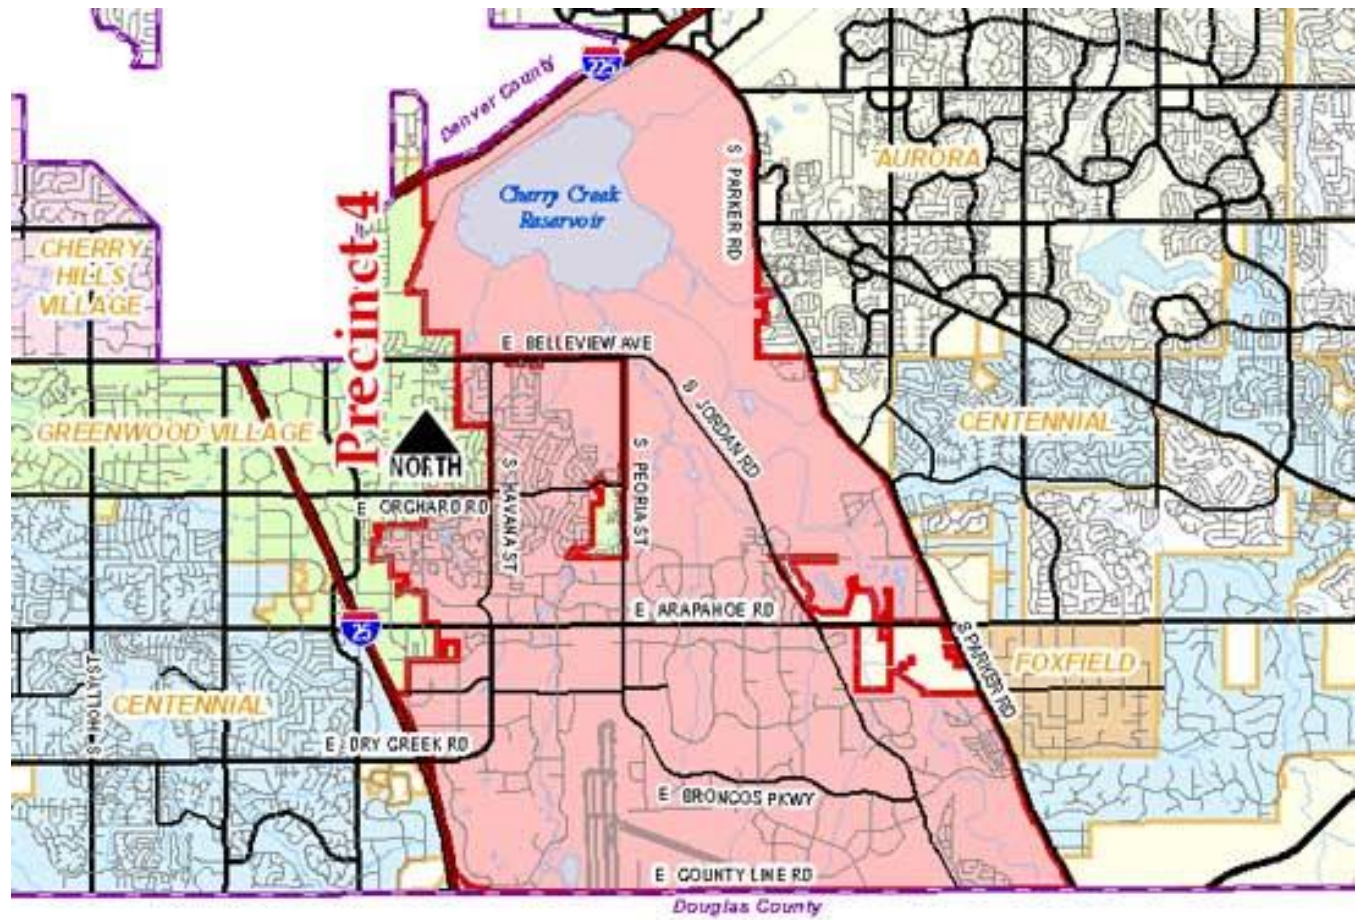 Denver County
225
AURORA
S PARKER RD
Cherry Creek
Reservoir
Precinct 4
CHERRY
HILLS
VILLAGE
E BELLEVIEW AVE
S JORDAN RD
CENTENNIAL
GREENWOOD VILLAGE
NORTH
S HAVANA ST
S PEORIA ST
E ORCHARD RD
E ARAPAHOE RD
25
S PARKER RD
FOXFIELD
S HOLLY ST
CENTENNIAL
E DRY CREEK RD
E BRONCOS PKWY
E COUNTY LINE RD
Douglas County